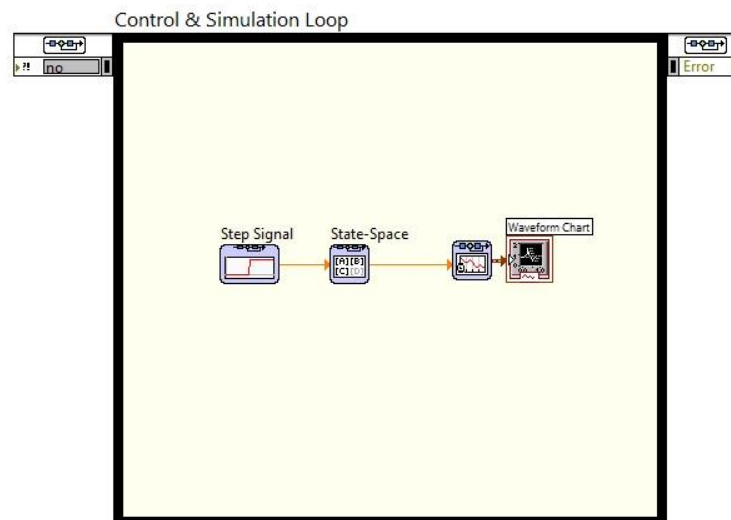 Control & Simulation Loop
?! no
Error
Step Signal
State-Space
Waveform Chart
[A][B]
[C][D]